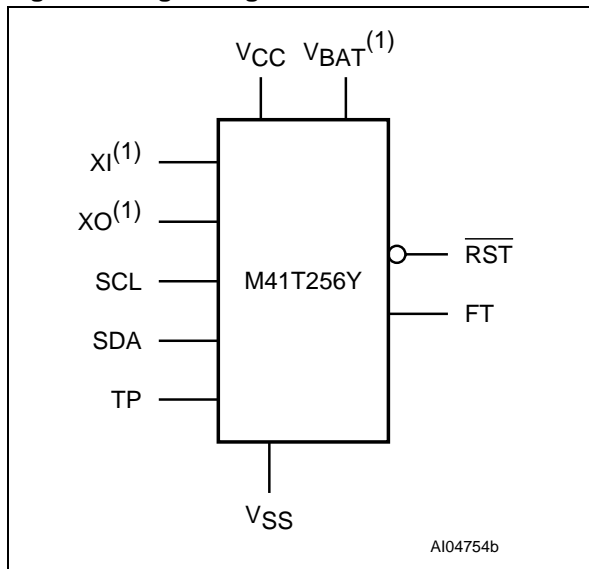 VCC VBAT(1)
XI(1)
XO(1)
RST
SCL M41T256Y
FT
SDA
TP
VSS
AI04754b